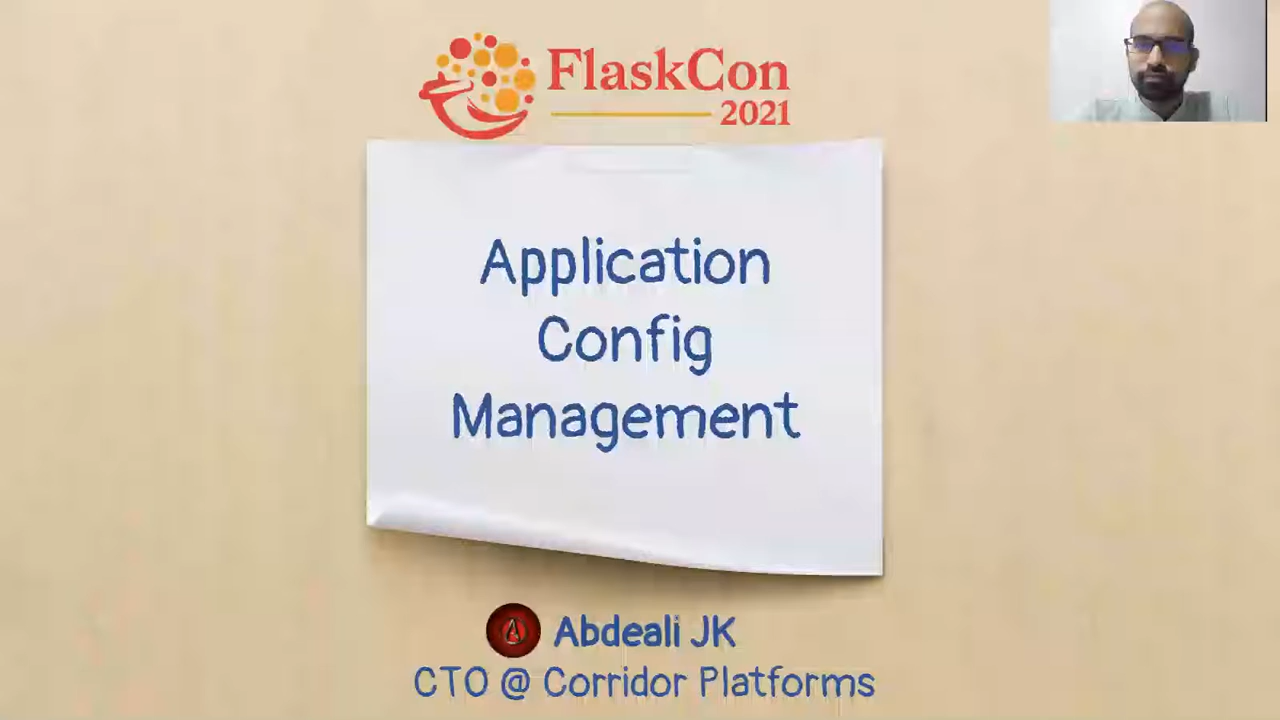 FlaskCon
2021
Application
Config
Management
Abdeali JK
CTO @ Corridor Platforms